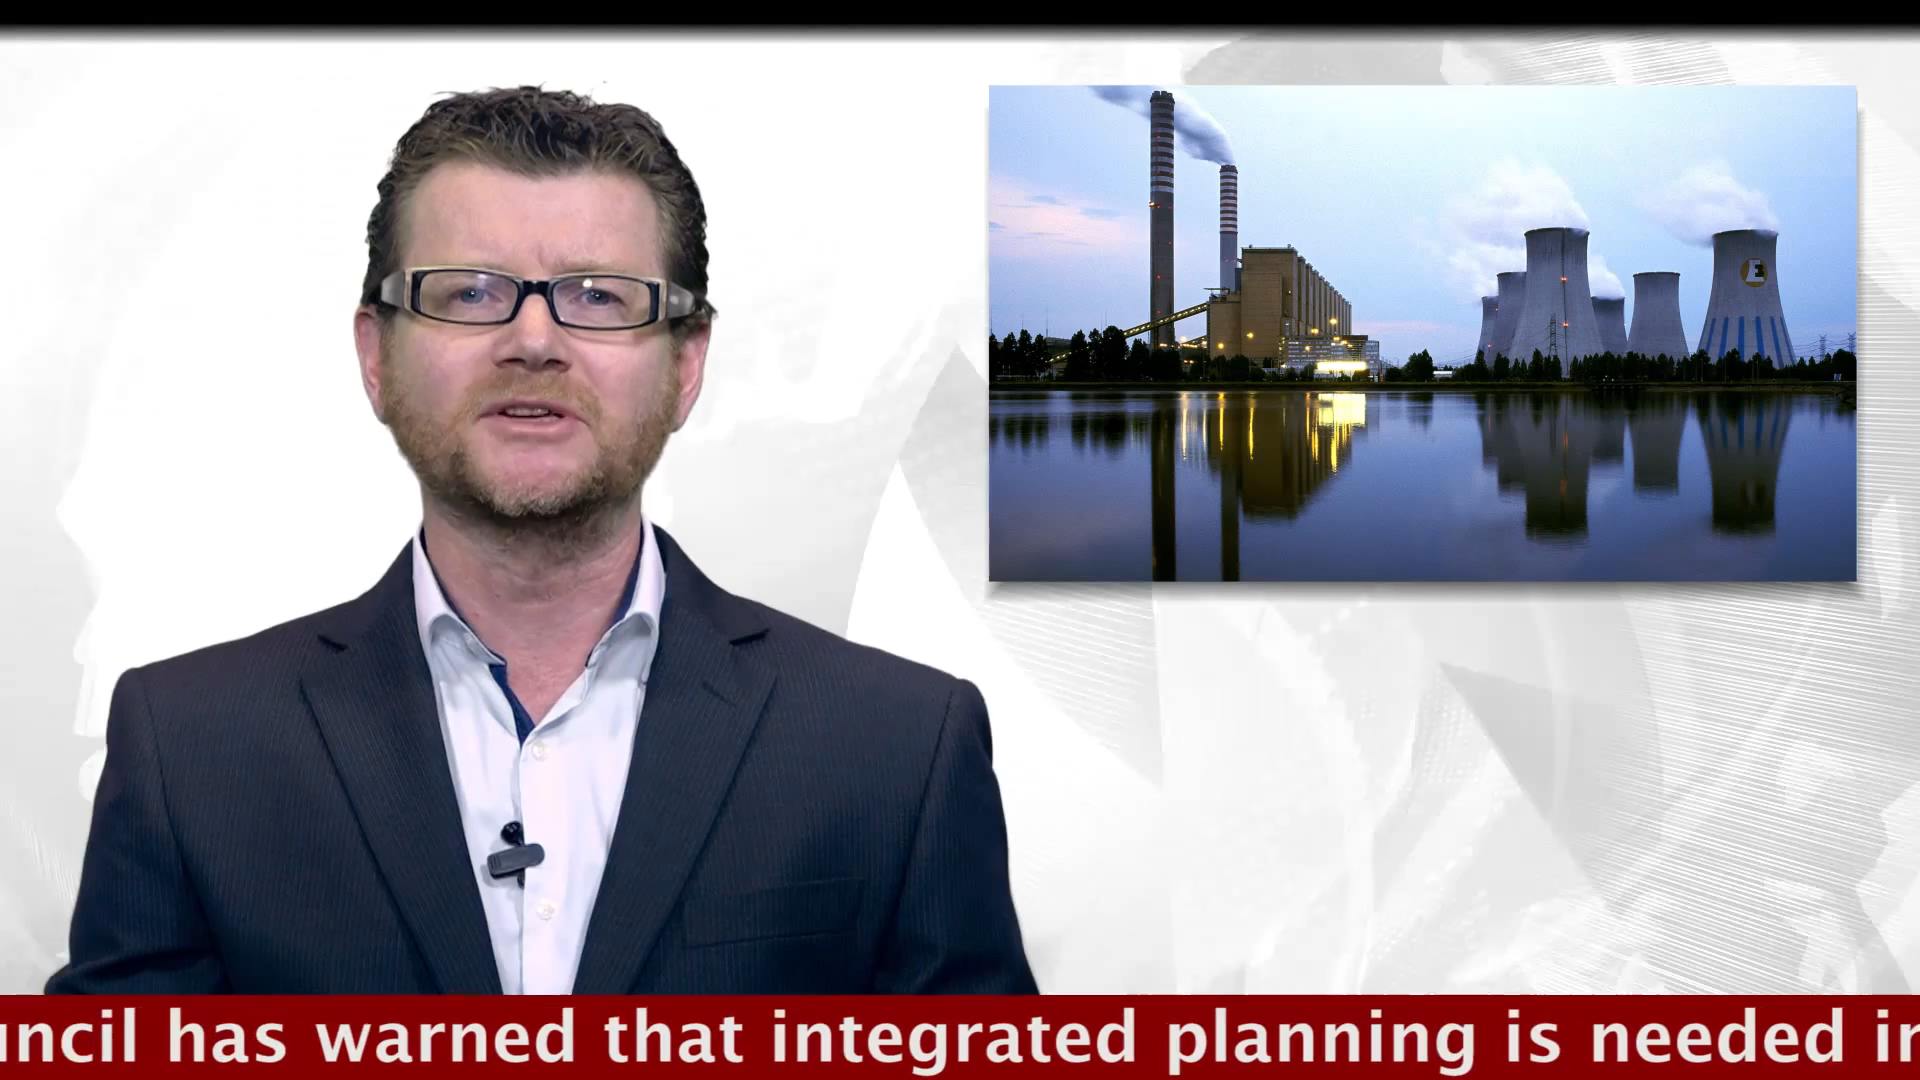 uncil has warned that integrated planning is needed in